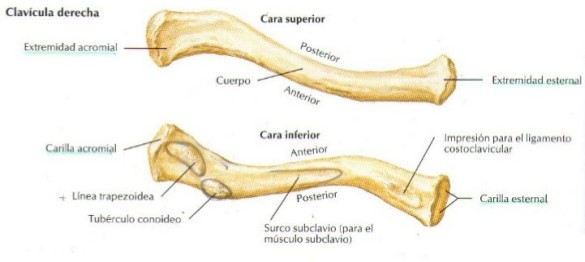 Clavícula derecha
Cara superior
Extremidad acromial
Posterior
Cuerpo
Anterior
Extremidad esternal
Cara inferior
Anterior
Impresión para el ligamento
costoclavicular
Carilla acromial
Línea trapezoidea
Posterior
Carilla esternal
Tubérculo conoideo
Surco subclavio (para el
músculo subclavio)